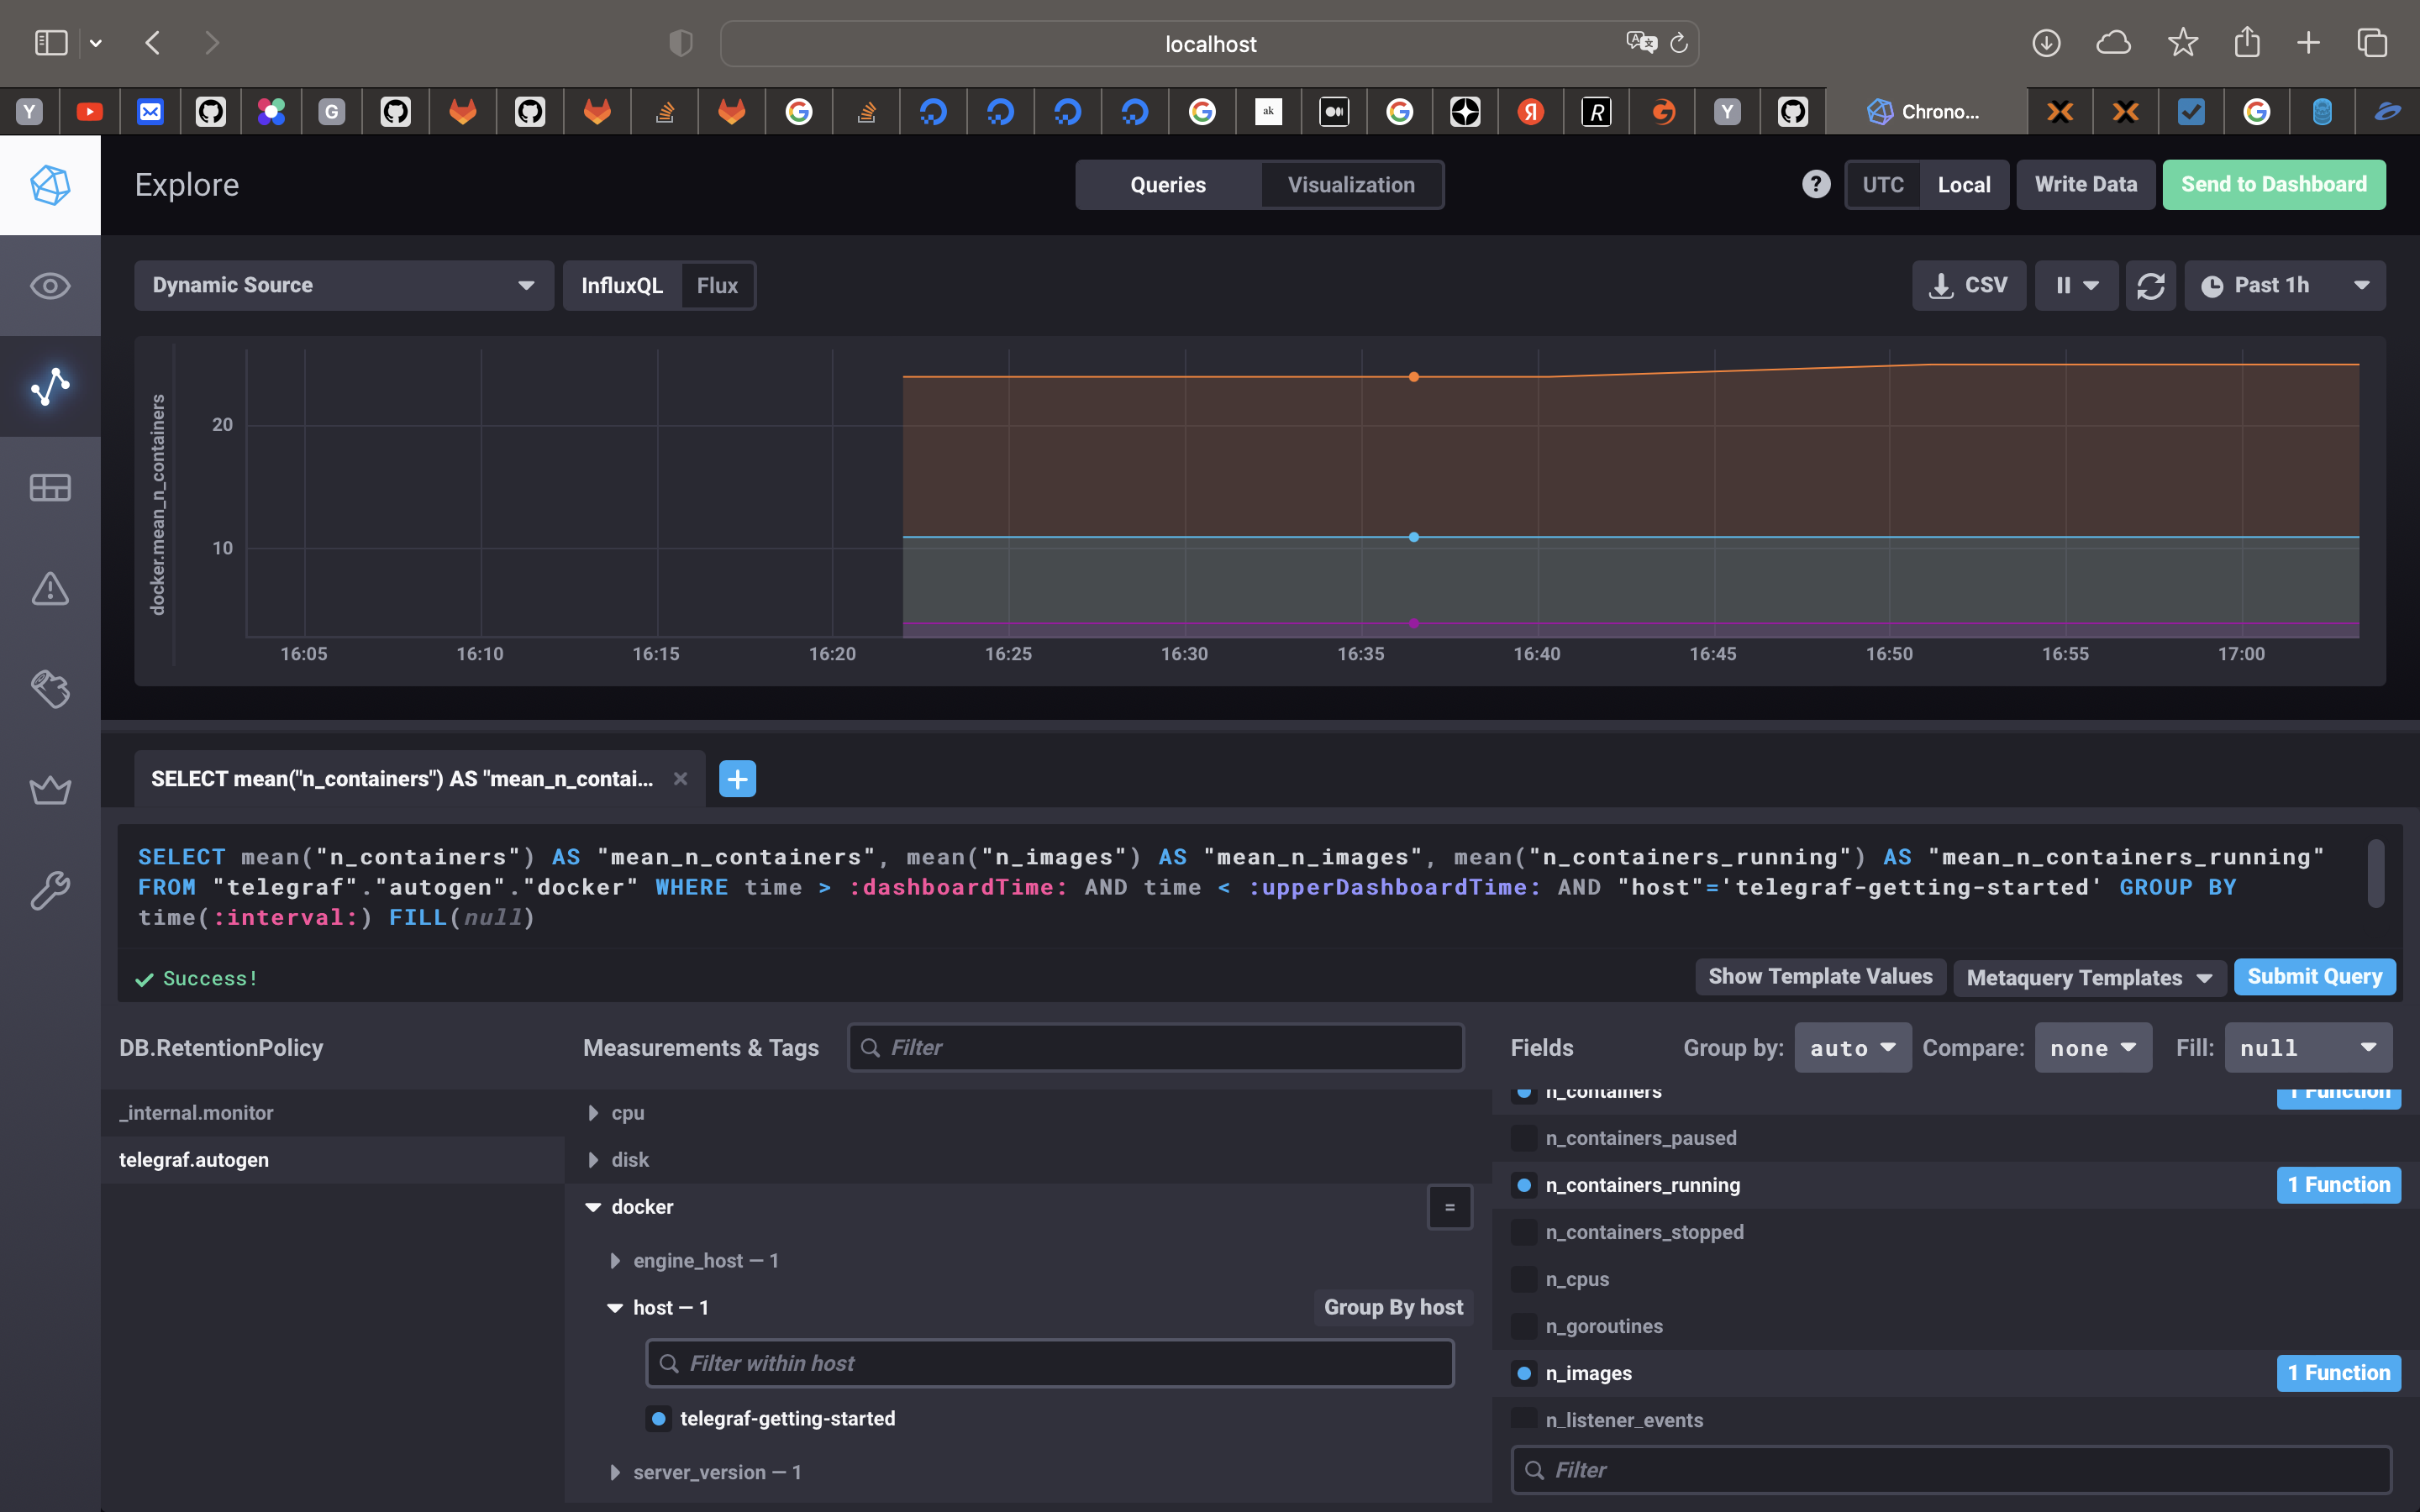 localhost
Y
G
ak
Я
R
Y
Chrono...
Explore
Queries
Visualization
?
UTC
Local
Write Data
Send to Dashboard
Dynamic Source
InfluxQL
Flux
CSV
Past 1h
docker.mean_n_containers
20
10
16:05
16:10
16:15
16:20
16:25
16:30
16:35
16:40
16:45
16:50
16:55
17:00
SELECT mean("n_containers") AS "mean_n_contai...
SELECT mean("n_containers") AS "mean_n_containers", mean("n_images") AS "mean_n_images", mean("n_containers_running") AS "mean_n_containers_running"
FROM "telegraf"."autogen"."docker" WHERE time > :dashboardTime: AND time < :upperDashboardTime: AND "host"='telegraf-getting-started' GROUP BY
time(:interval:) FILL(null)
Success!
Show Template Values
Metaquery Templates
Submit Query
DB.RetentionPolicy
_internal.monitor
telegraf.autogen
Measurements & Tags
Filter
cpu
disk
docker
=
engine_host — 1
host — 1
Group By host
Filter within host
telegraf-getting-started
server_version — 1
Fields
Group by:
auto
Compare:
none
Fill:
null
n_containers
1 Function
n_containers_paused
n_containers_running
1 Function
n_containers_stopped
n_cpus
n_goroutines
n_images
1 Function
n_listener_events
Filter